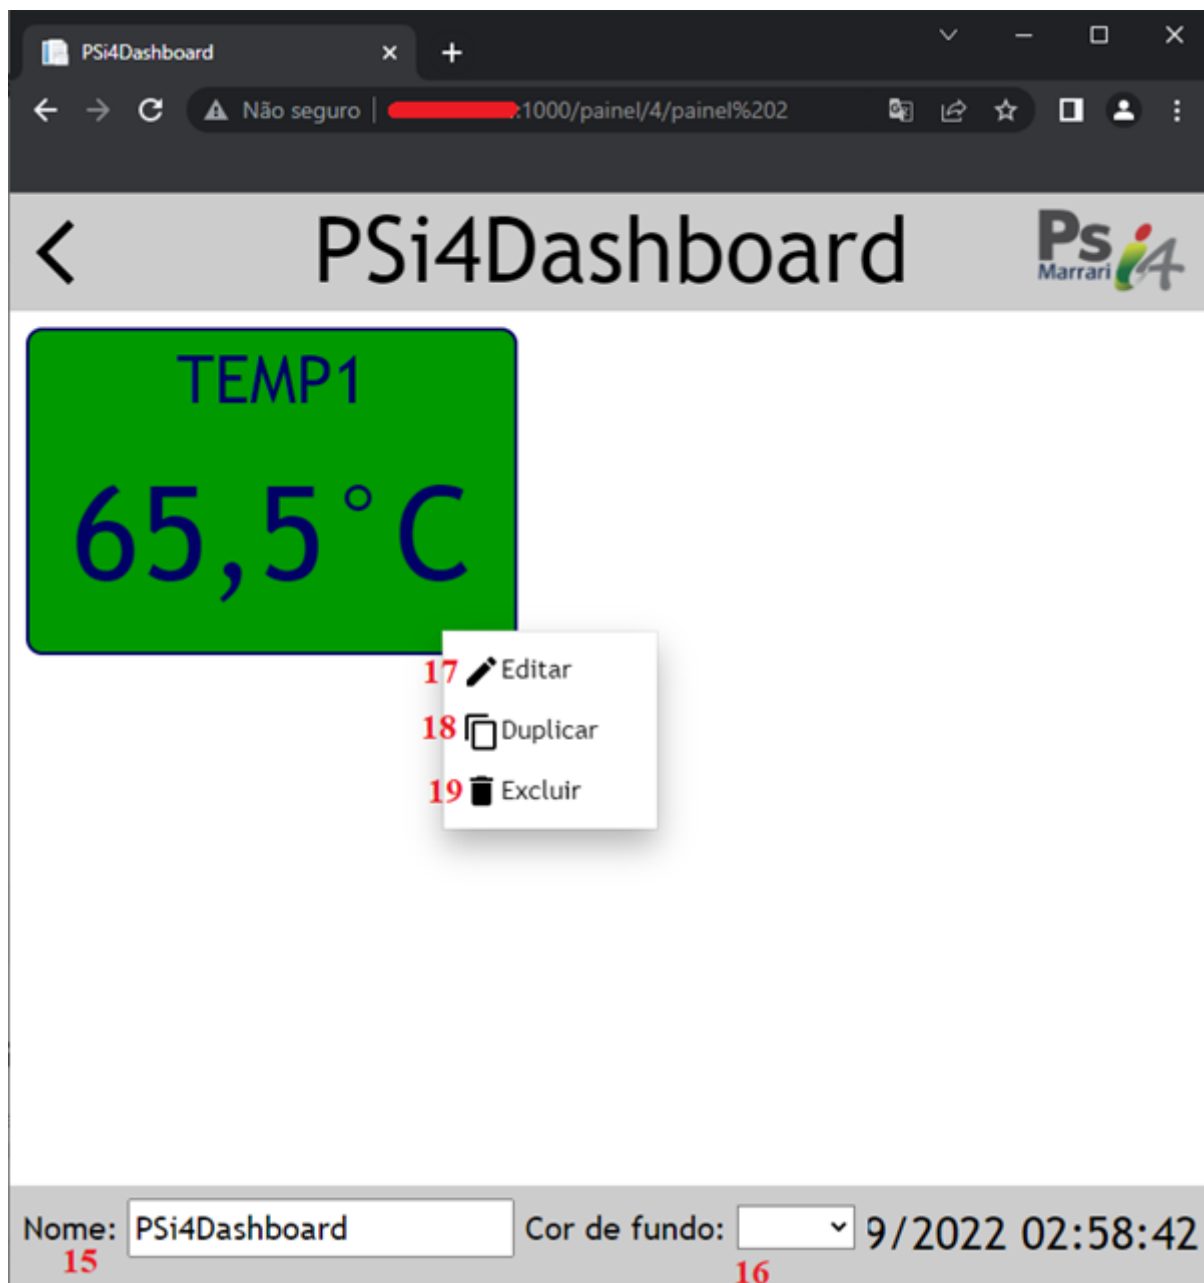 PSi4Dashboard
Não seguro | :1000/painel/4/painel%202
PSi4Dashboard
Ps i4
Marrari
TEMP1
65,5°C
17 Editar
18 Duplicar
19 Excluir
Nome: PSi4Dashboard Cor de fundo: 9/2022 02:58:42
15 16